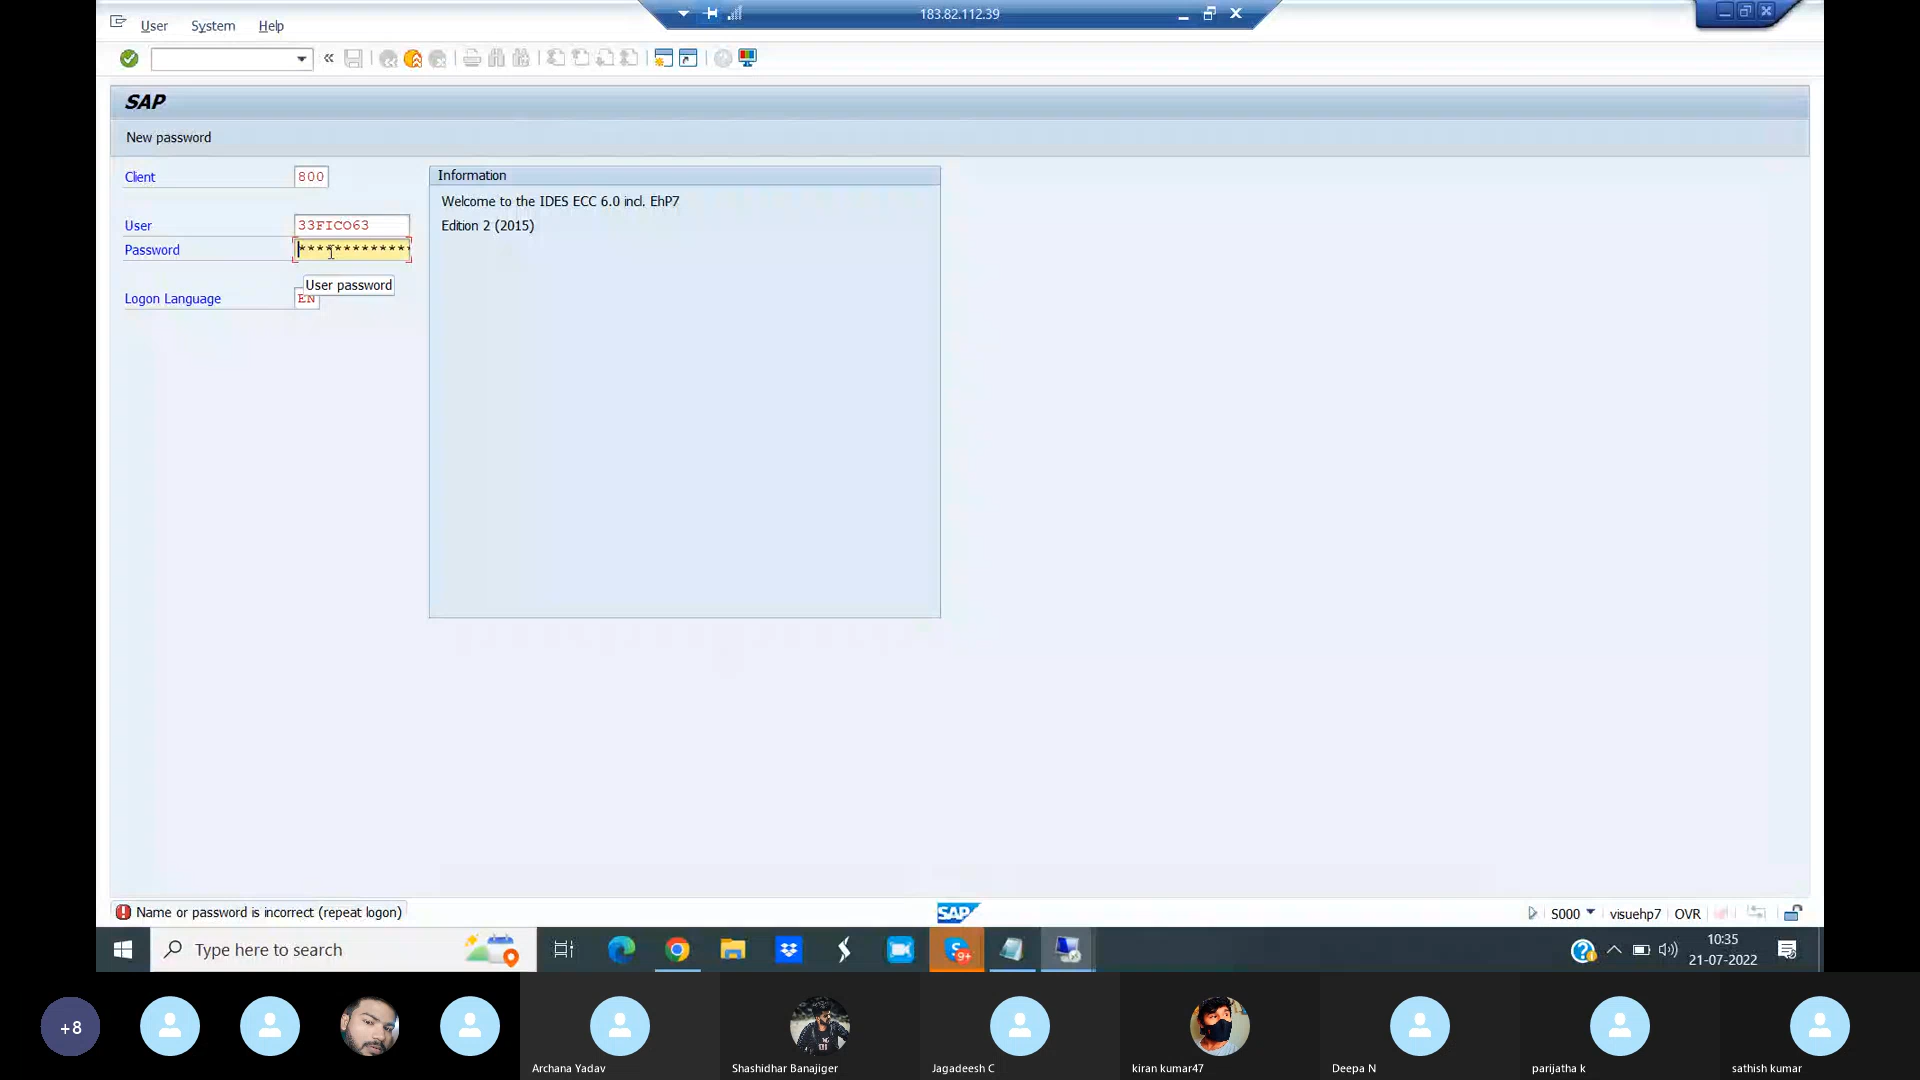 183.82.112.39
User System Help
SAP
New password
Client 800
User 33FICO63
Password *************
User password
Logon Language EN
Information
Welcome to the IDES ECC 6.0 incl. EhP7
Edition 2 (2015)
Name or password is incorrect (repeat logon)
SAP
S000 visuehp7 OVR
Type here to search
9+
10:35
21-07-2022
+8
Archana Yadav
Shashidhar Banajiger
Jagadeesh C
kiran kumar47
Deepa N
parijatha k
sathish kumar